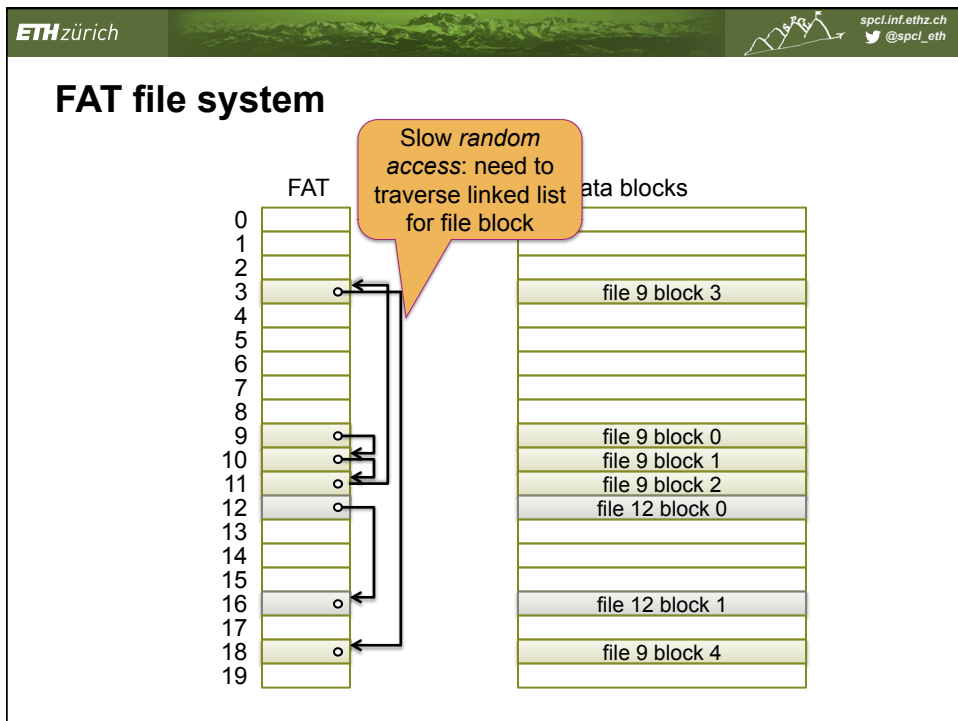 ETH zürich
spcl.inf.ethz.ch
@spcl_eth
FAT file system
Slow random
access: need to
traverse linked list
for file block
FAT
ata blocks
0
1
2
3
file 9 block 3
4
5
6
7
8
9
file 9 block 0
10
file 9 block 1
11
file 9 block 2
12
file 12 block 0
13
14
15
16
file 12 block 1
17
18
file 9 block 4
19